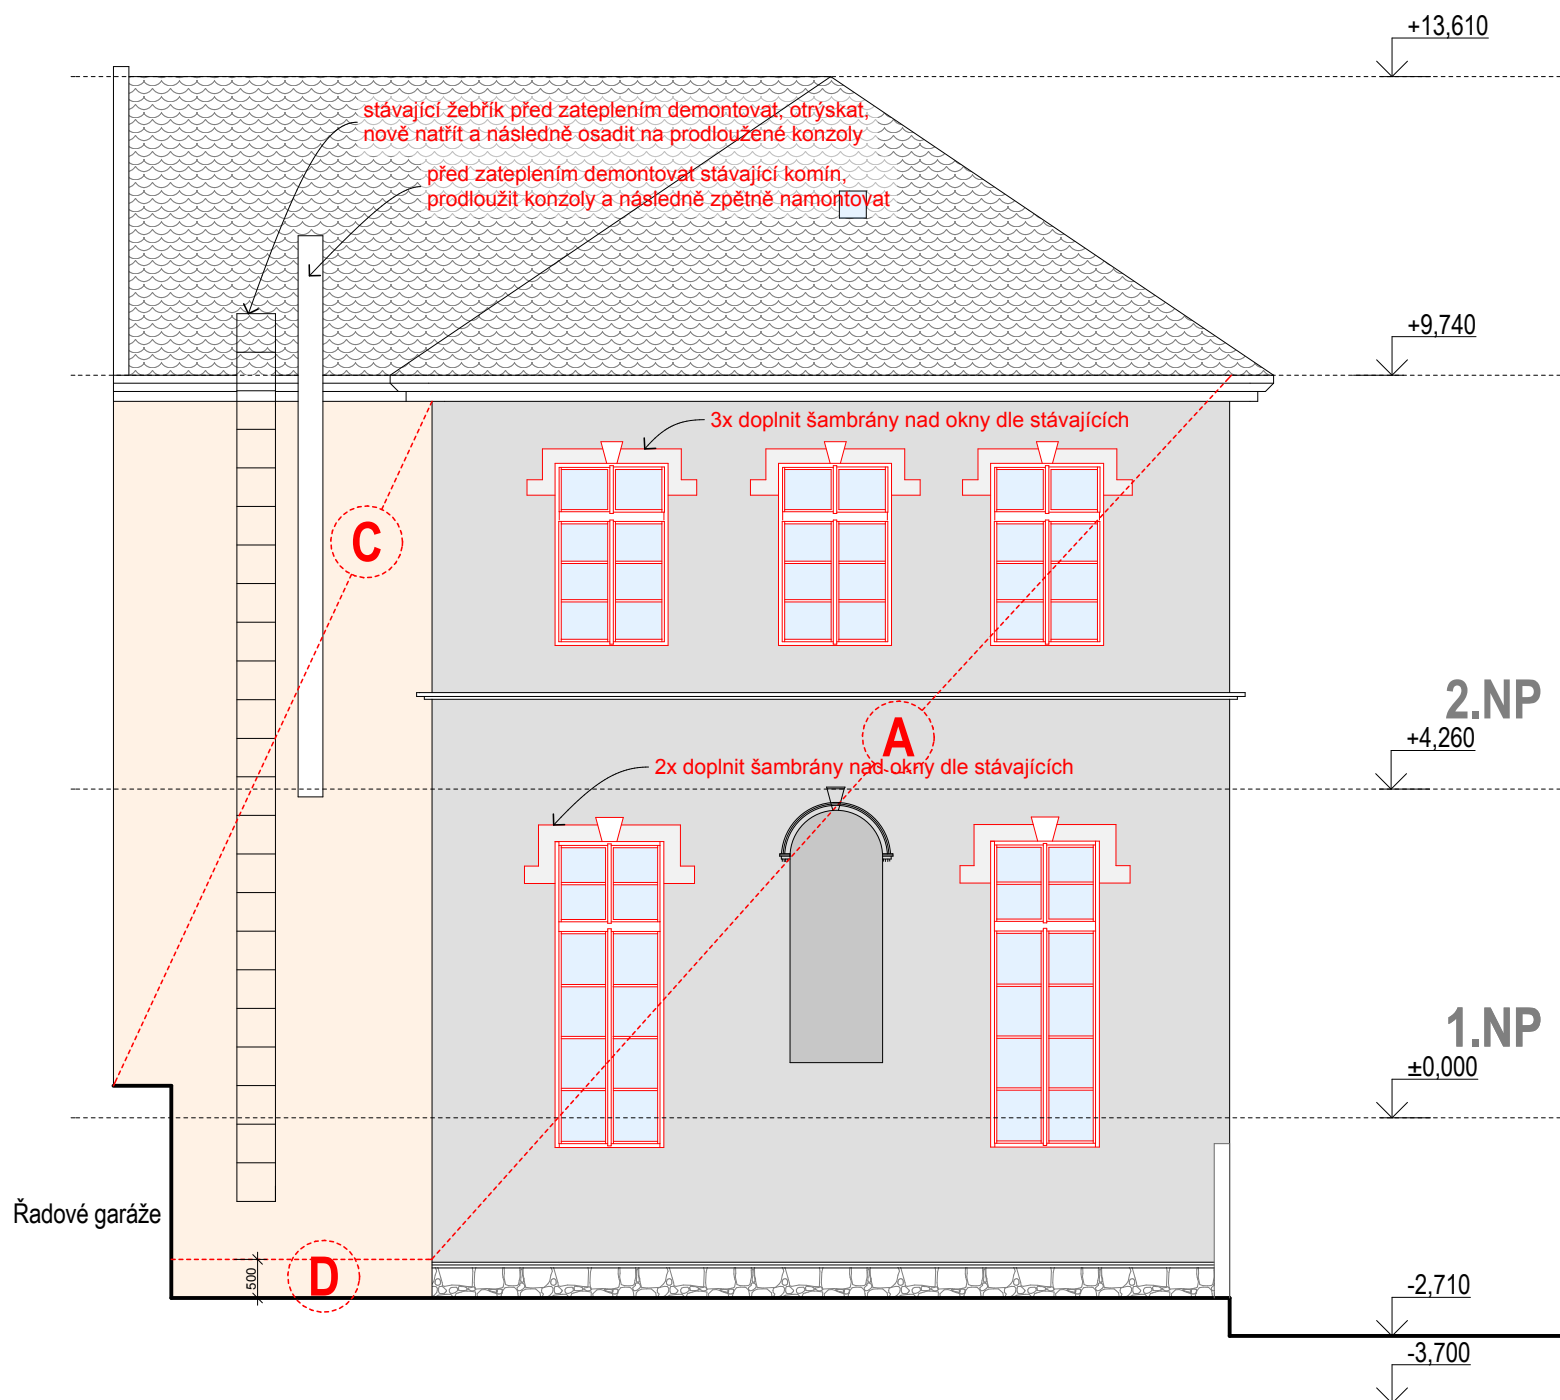 +13,610
stávající žebřík před zateplením demontovat, otrýskat,
nově natřít a následně osadit na prodloužené konzoly
před zateplením demontovat stávající komín,
prodloužit konzoly a následně zpětně namontovat
+9,740
3x doplnit šambrány nad okny dle stávajících
C
2.NP
+4,260
A
2x doplnit šambrány nad okny dle stávajících
1.NP
±0,000
Řadové garáže
500
D
-2,710
-3,700